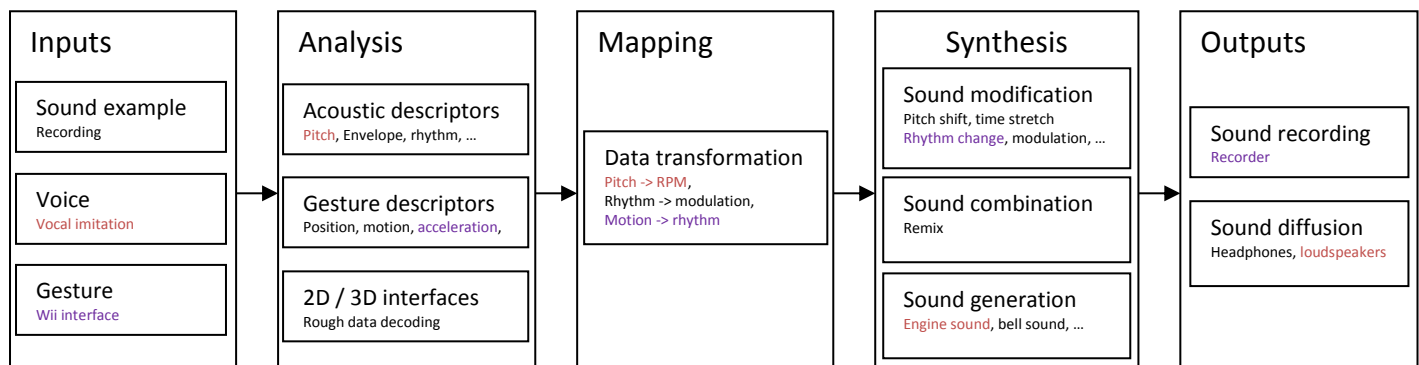 Inputs
Sound example
Recording
Voice
Vocal imitation
Gesture
Wii interface
Analysis
Acoustic descriptors
Pitch, Envelope, rhythm, ...
Gesture descriptors
Position, motion, acceleration,
2D / 3D interfaces
Rough data decoding
Mapping
Data transformation
Pitch -> RPM,
Rhythm -> modulation,
Motion -> rhythm
Synthesis
Sound modification
Pitch shift, time stretch
Rhythm change, modulation, ...
Sound combination
Remix
Sound generation
Engine sound, bell sound, ...
Outputs
Sound recording
Recorder
Sound diffusion
Headphones, loudspeakers